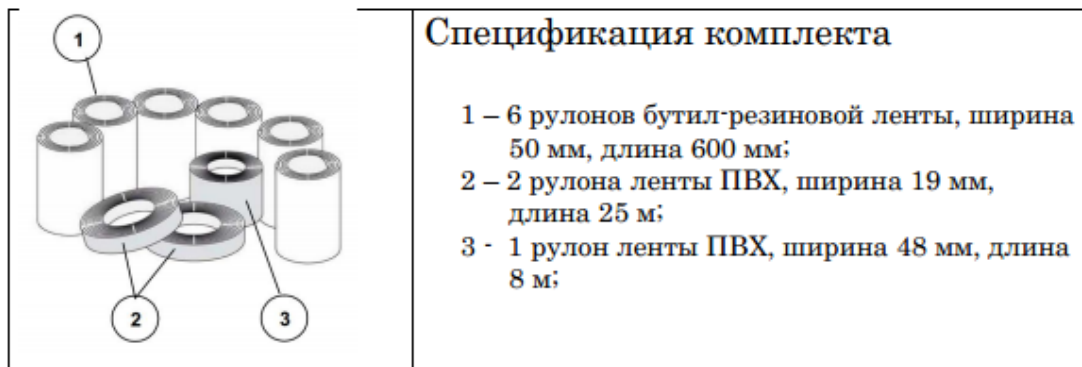 1
2
3
Спецификация комплекта
1 – 6 рулонов бутил-резиновой ленты, ширина
50 мм, длина 600 мм;
2 – 2 рулона ленты ПВХ, ширина 19 мм,
длина 25 м;
3 - 1 рулон ленты ПВХ, ширина 48 мм, длина
8 м;